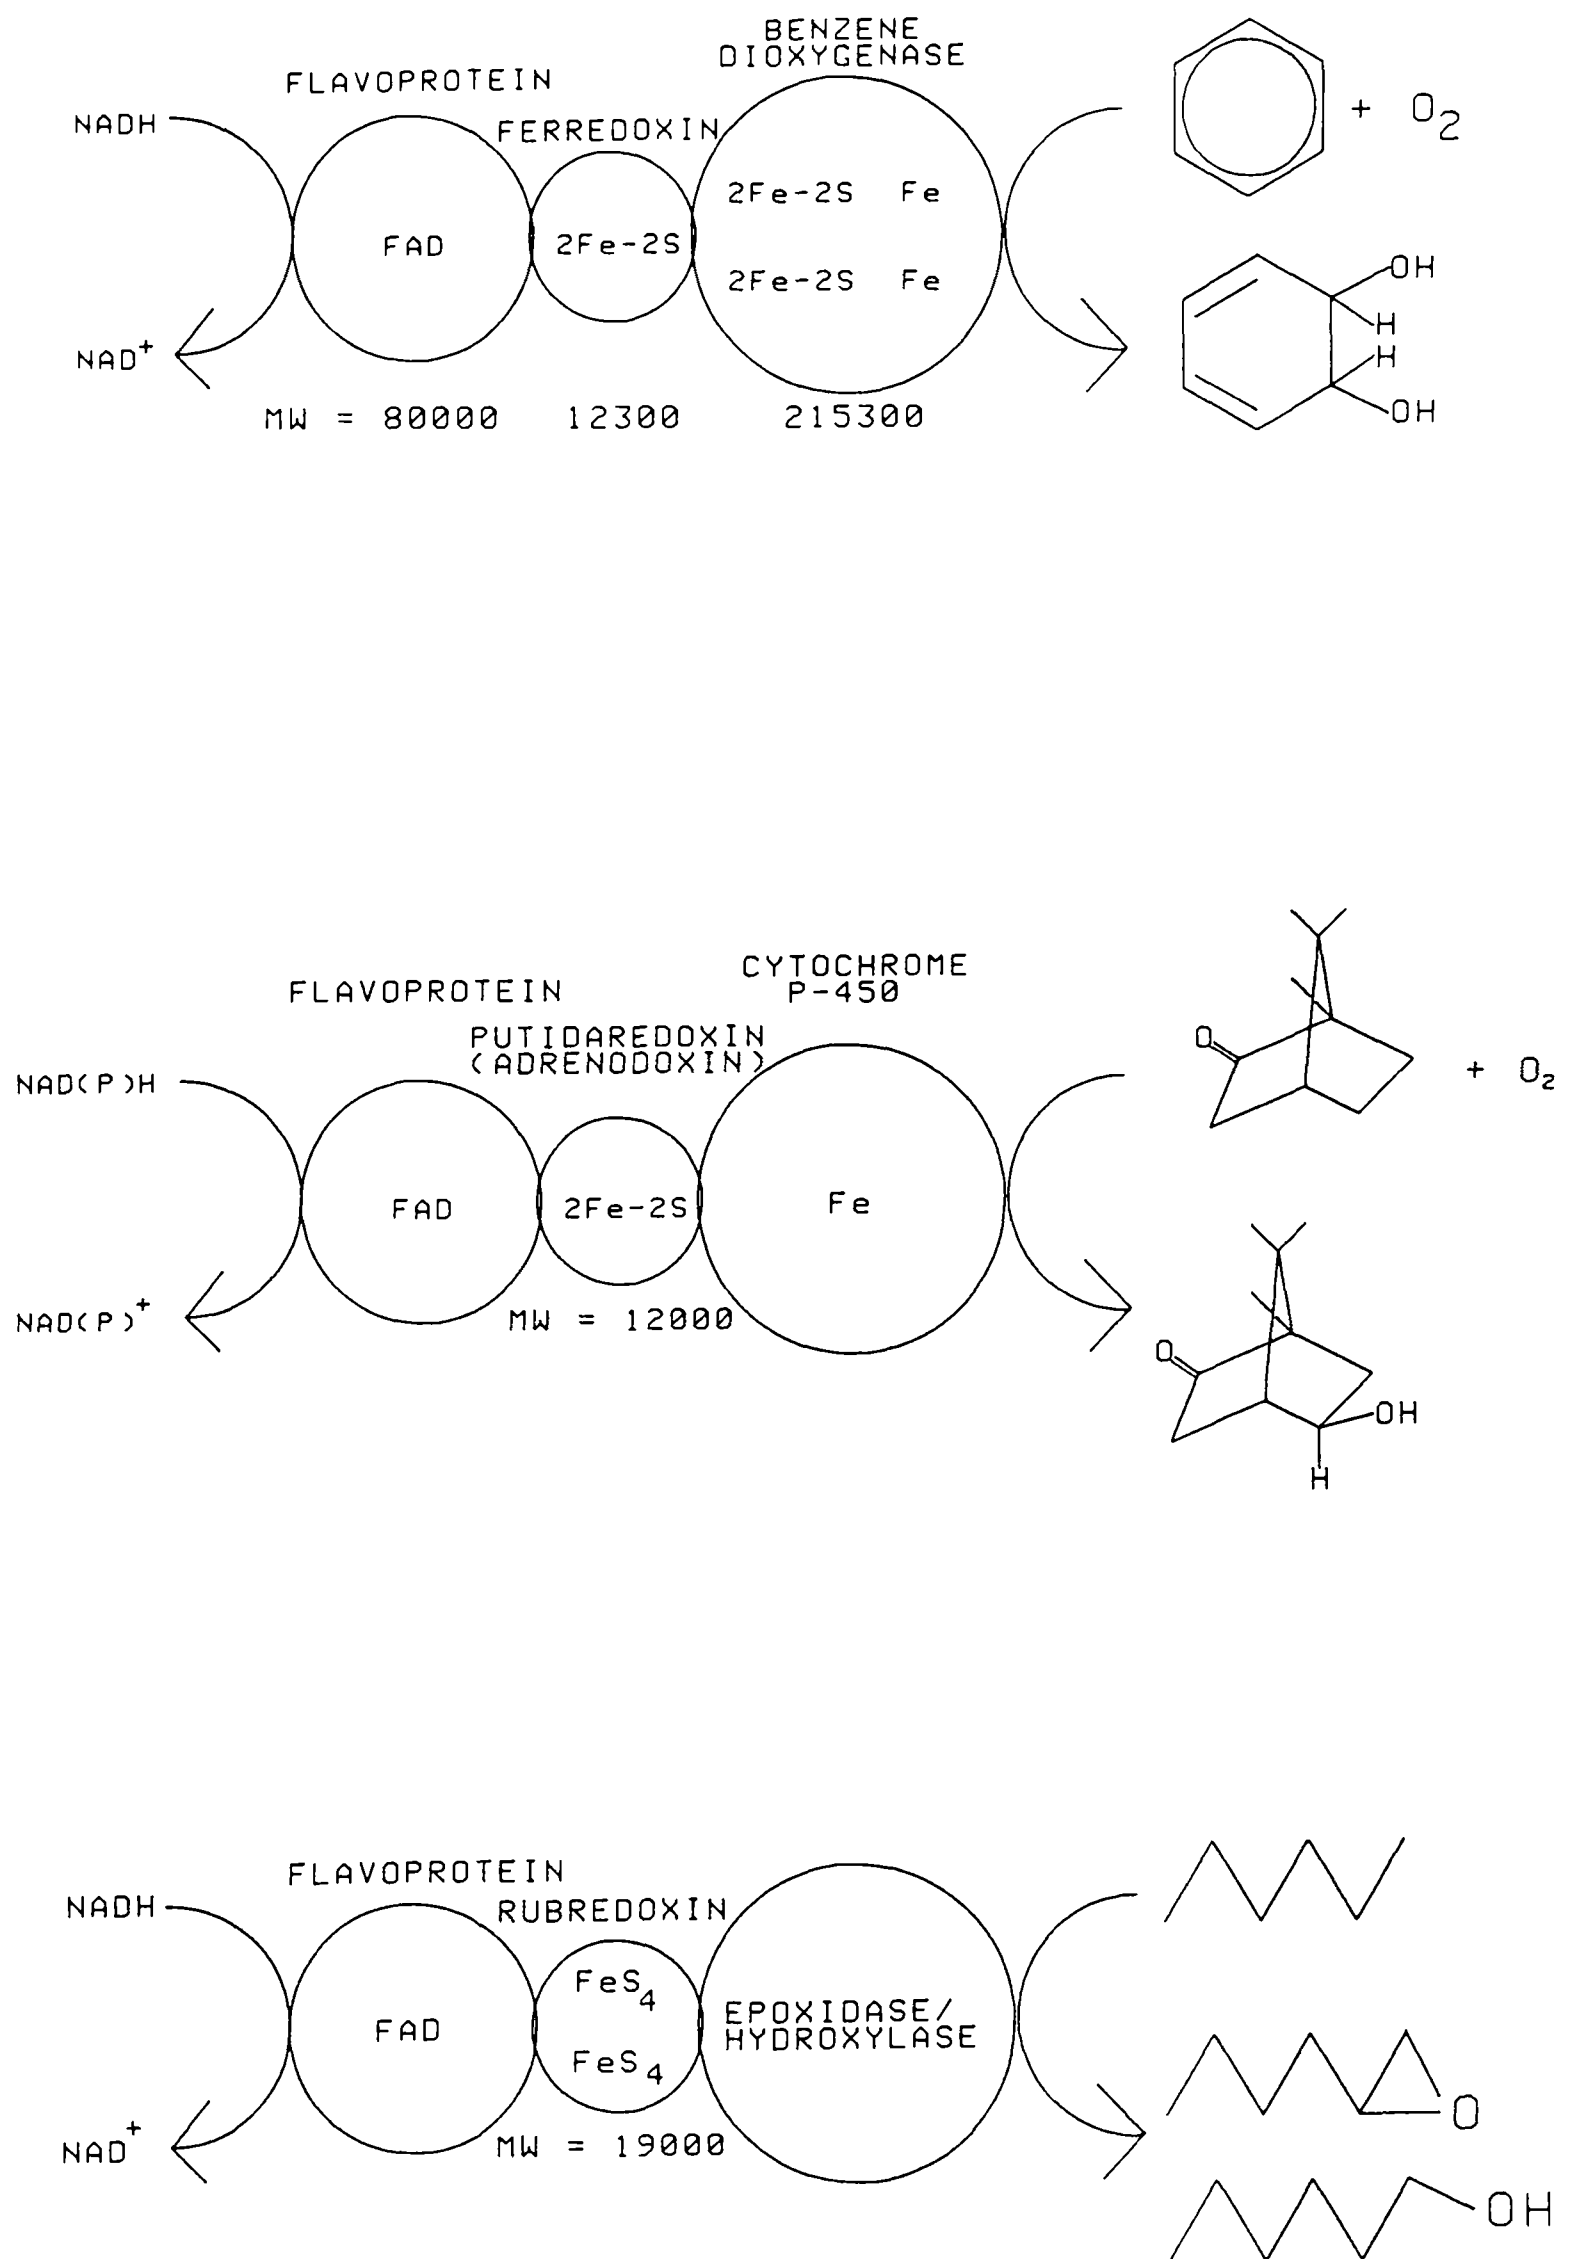 BENZENE
DIOXYGENASE
FLAVOPROTEIN
FERREDOXIN
NADH
+ O2
2Fe-2S Fe
FAD
2Fe-2S
2Fe-2S Fe
OH
H
H
OH
NAD+
MW = 80000 12300 215300
CYTOCHROME
P-450
FLAVOPROTEIN
PUTIDAREDOXIN
(ADRENODOXIN)
NAD(P)H
O
+ O2
FAD
2Fe-2S
Fe
NAD(P)+
MW = 12000
O
OH
H
FLAVOPROTEIN
RUBREDOXIN
NADH
FeS4
FAD
FeS4
EPOXIDASE/
HYDROXYLASE
O
NAD+
MW = 19000
OH